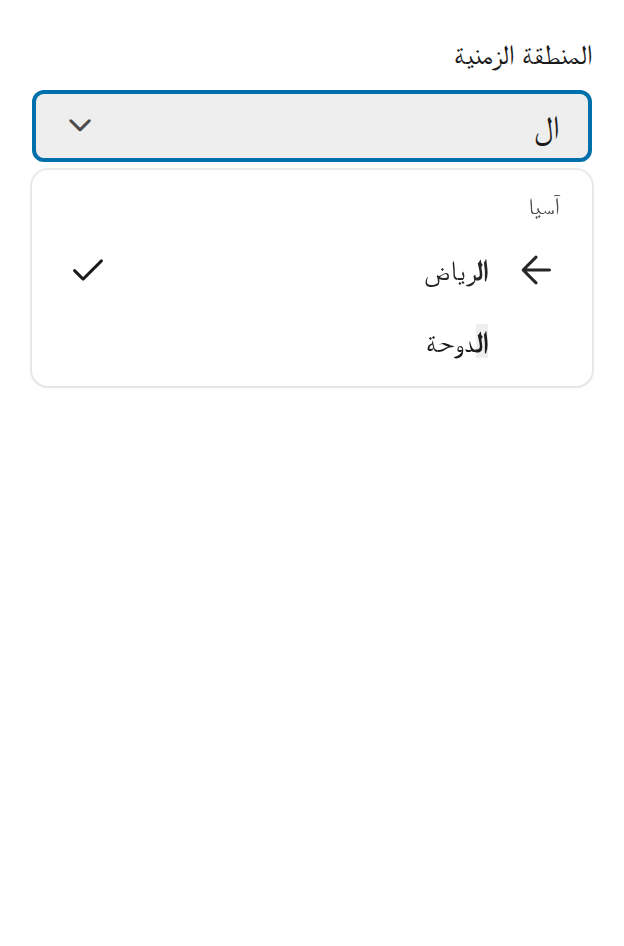 المنطقة الزمنية
ال
آسيا
الرياض
الدوحة